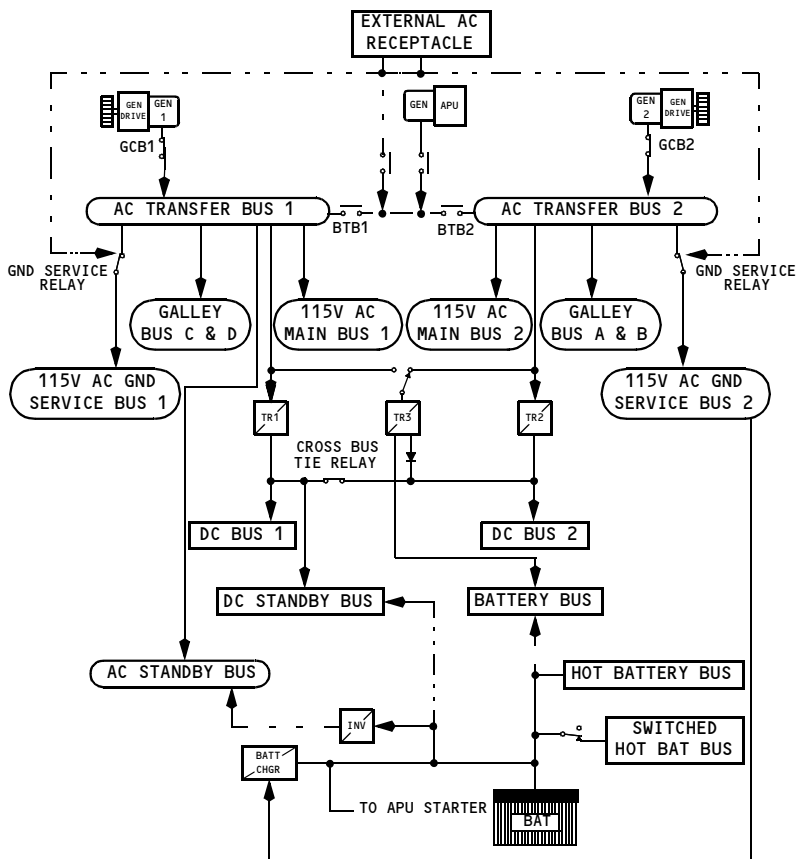 EXTERNAL AC
RECEPTACLE
GEN
DRIVE
GEN
1
GEN
APU
GEN
2
GEN
DRIVE
GCB1
GCB2
AC TRANSFER BUS 1
AC TRANSFER BUS 2
BTB1
BTB2
GND SERVICE
RELAY
GND SERVICE
RELAY
GALLEY
BUS C & D
115V AC
MAIN BUS 1
115V AC
MAIN BUS 2
GALLEY
BUS A & B
115V AC GND
SERVICE BUS 1
115V AC GND
SERVICE BUS 2
TR1
TR3
TR2
CROSS BUS
TIE RELAY
DC BUS 1
DC BUS 2
DC STANDBY BUS
BATTERY BUS
AC STANDBY BUS
HOT BATTERY BUS
INV
SWITCHED
HOT BAT BUS
BATT
CHGR
TO APU STARTER
BAT